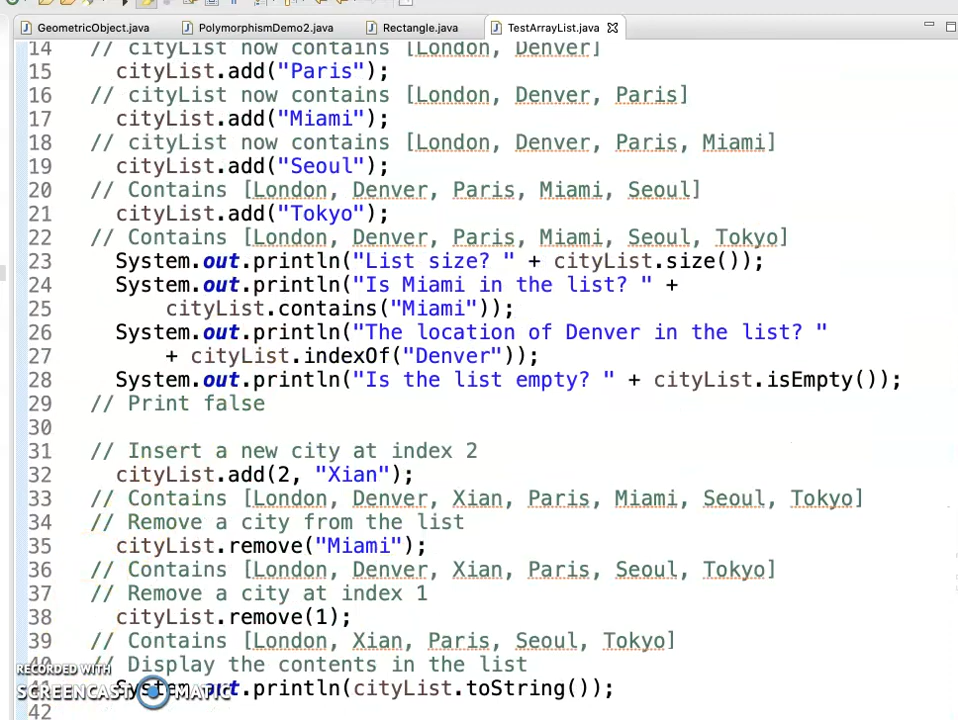 GeometricObject.java PolymorphismDemo2.java Rectangle.java TestArrayList.java
14 // cityList now contains [London, Denver]
15 cityList.add("Paris");
16 // cityList now contains [London, Denver, Paris]
17 cityList.add("Miami");
18 // cityList now contains [London, Denver, Paris, Miami]
19 cityList.add("Seoul");
20 // Contains [London, Denver, Paris, Miami, Seoul]
21 cityList.add("Tokyo");
22 // Contains [London, Denver, Paris, Miami, Seoul, Tokyo]
23 System.out.println("List size? " + cityList.size());
24 System.out.println("Is Miami in the list? " +
25 cityList.contains("Miami"));
26 System.out.println("The location of Denver in the list? "
27 + cityList.indexOf("Denver"));
28 System.out.println("Is the list empty? " + cityList.isEmpty());
29 // Print false
30
31 // Insert a new city at index 2
32 cityList.add(2, "Xian");
33 // Contains [London, Denver, Xian, Paris, Miami, Seoul, Tokyo]
34 // Remove a city from the list
35 cityList.remove("Miami");
36 // Contains [London, Denver, Xian, Paris, Seoul, Tokyo]
37 // Remove a city at index 1
38 cityList.remove(1);
39 // Contains [London, Xian, Paris, Seoul, Tokyo]
40 // Display the contents in the list
RECORDED WITH
System.out.println(cityList.toString());
SCREENCAST MATIC
42